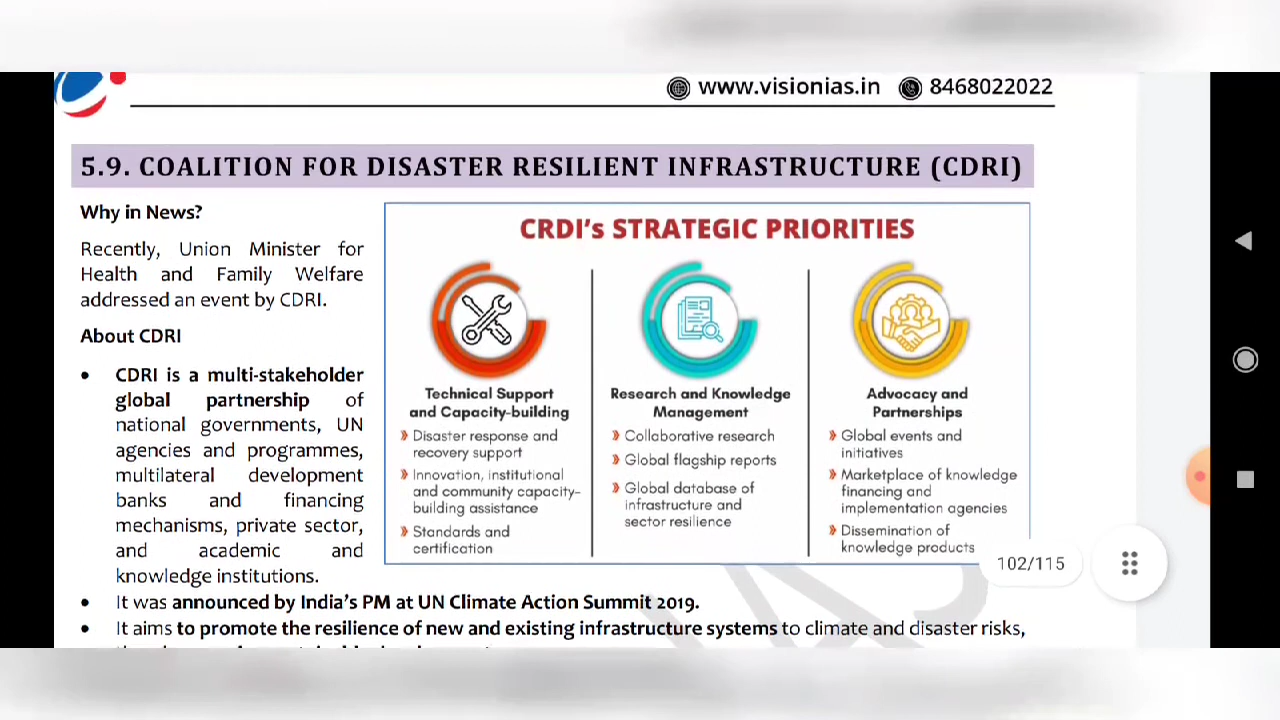 www.visionias.in 8468022022
5.9. COALITION FOR DISASTER RESILIENT INFRASTRUCTURE (CDRI)
Why in News?
Recently, Union Minister for
Health and Family Welfare
addressed an event by CDRI.
About CDRI
• CDRI is a multi-stakeholder
global partnership of
national governments, UN
agencies and programmes,
multilateral development
banks and financing
mechanisms, private sector,
and academic and
knowledge institutions.
CRDI's STRATEGIC PRIORITIES
Technical Support
and Capacity-building
» Disaster response and
recovery support
» Innovation, institutional
and community capacity-
building assistance
» Standards and
certification
Research and Knowledge
Management
» Collaborative research
» Global flagship reports
» Global database of
infrastructure and
sector resilience
Advocacy and
Partnerships
» Global events and
initiatives
» Marketplace of knowledge
financing and
implementation agencies
» Dissemination of
knowledge products
102/115
• It was announced by India's PM at UN Climate Action Summit 2019.
• It aims to promote the resilience of new and existing infrastructure systems to climate and disaster risks,